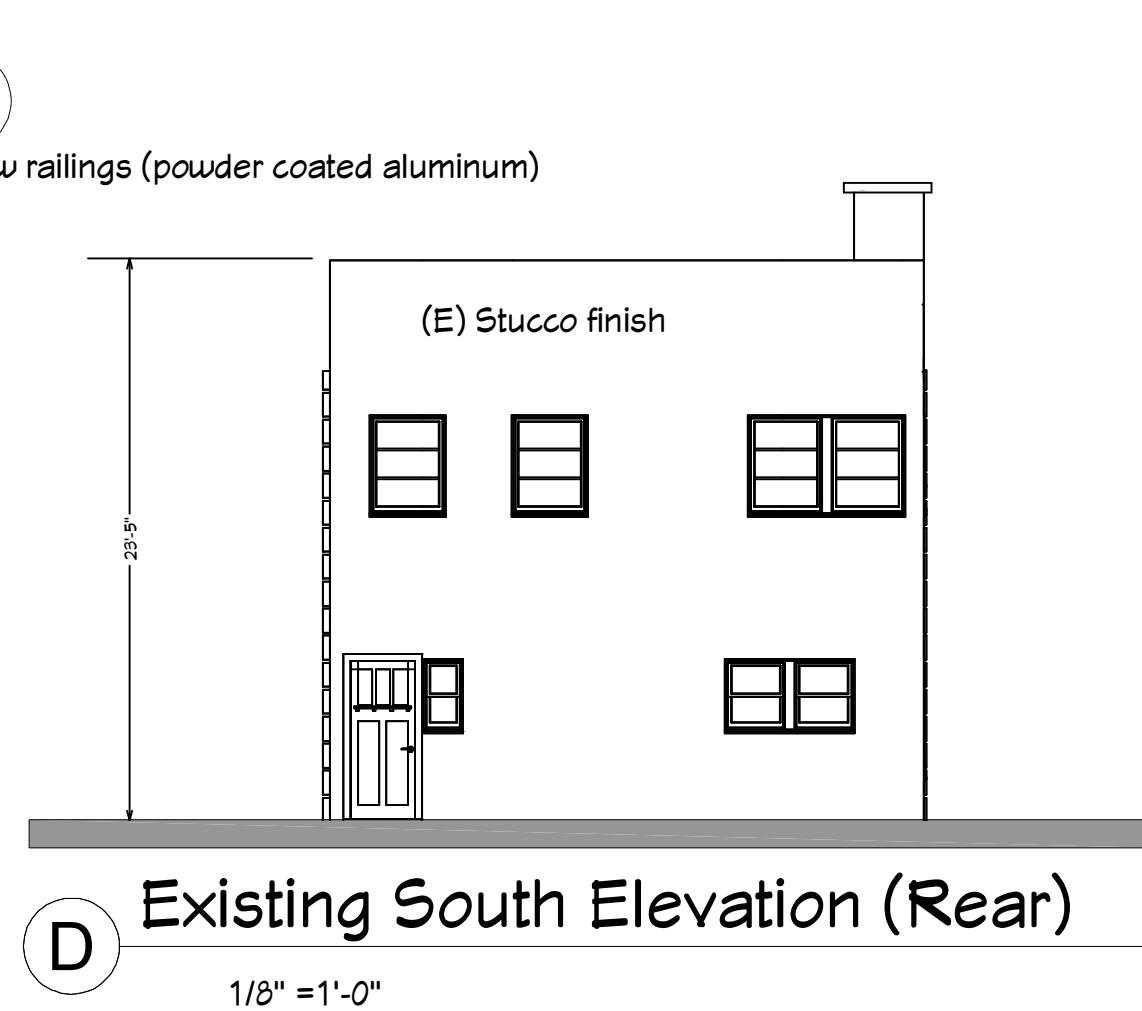 railings (powder coated aluminum)
(E) Stucco finish
23'-5"
Existing South Elevation (Rear)
D
1/8" =1'-0"